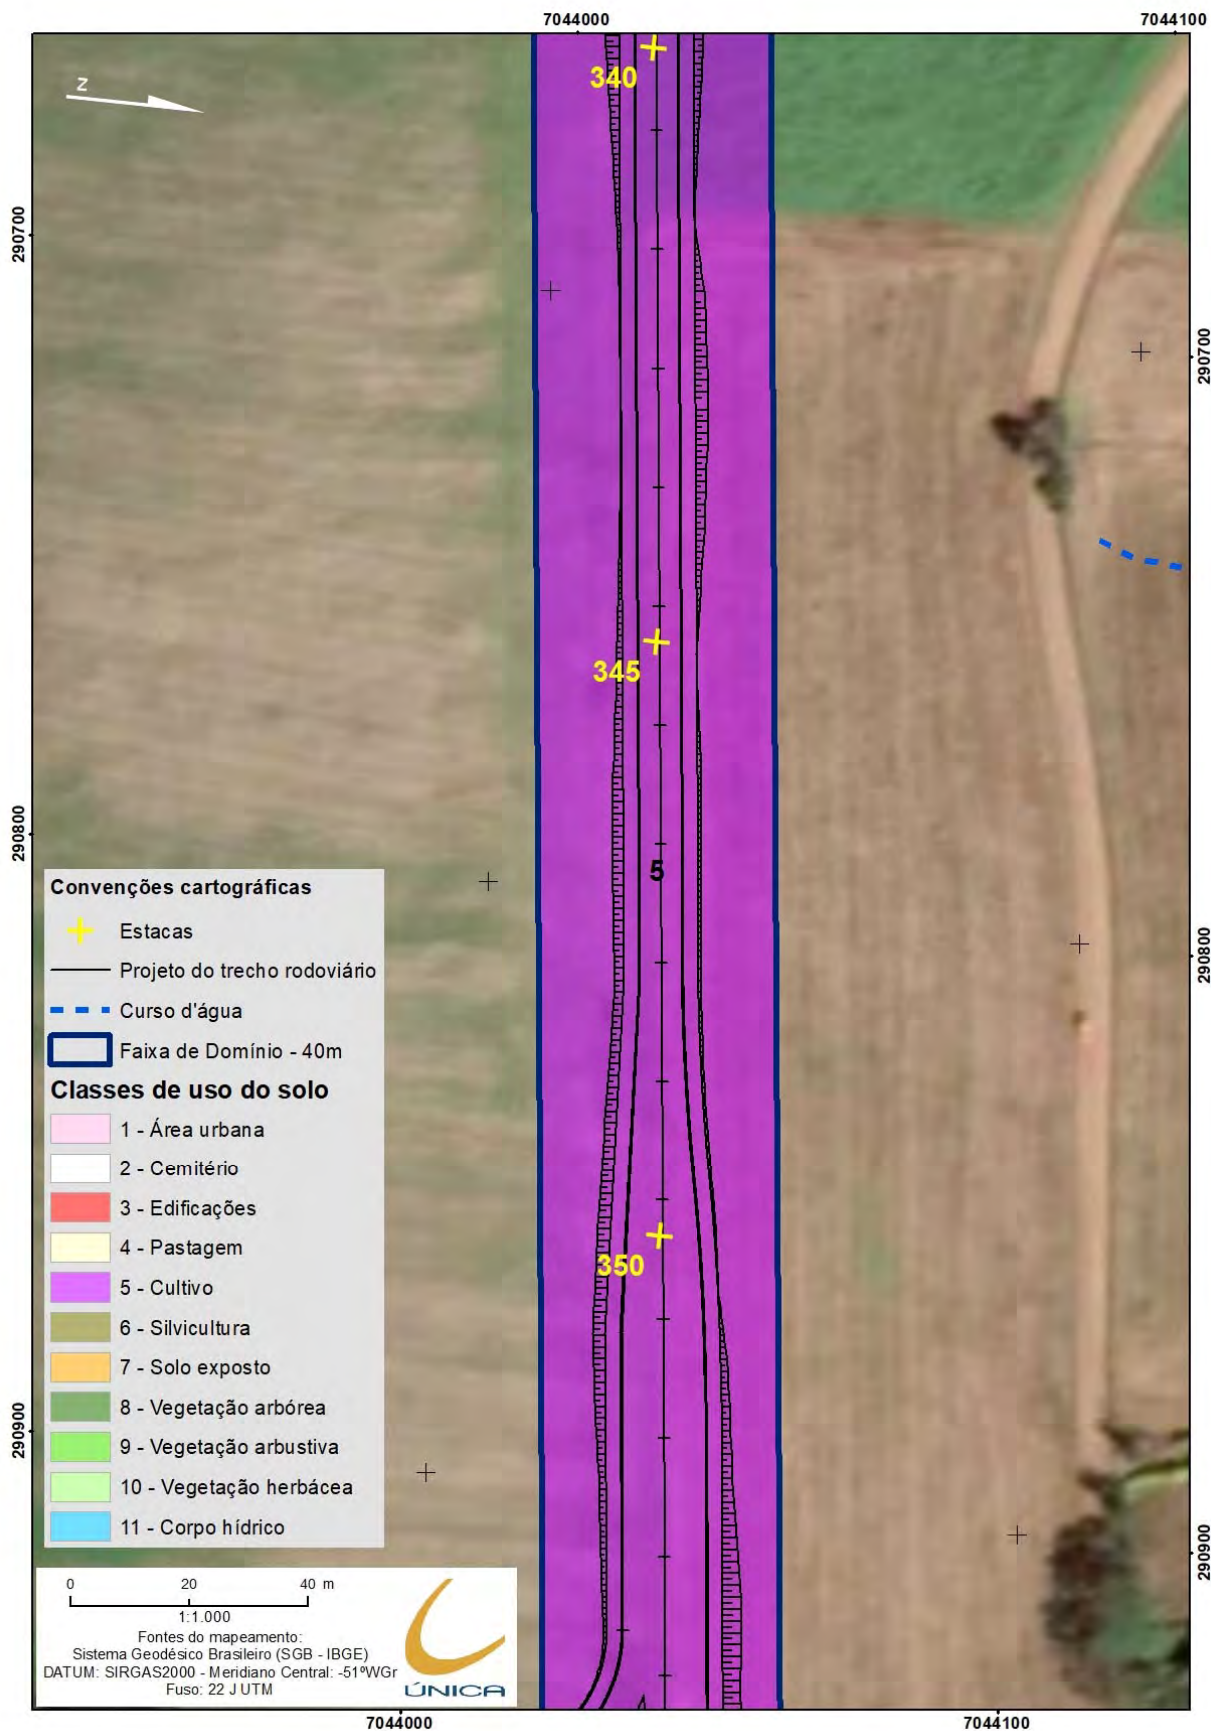 7044000
7044100
Z
340
290700
290700
345
290800
5
290800
350
290900
290900
Convenções cartográficas
Estacas
Projeto do trecho rodoviário
Curso d'água
Faixa de Domínio - 40m
Classes de uso do solo
1 - Área urbana
2 - Cemitério
3 - Edificações
4 - Pastagem
5 - Cultivo
6 - Silvicultura
7 - Solo exposto
8 - Vegetação arbórea
9 - Vegetação arbustiva
10 - Vegetação herbácea
11 - Corpo hídrico
0 20 40 m
1:1.000
Fontes do mapeamento:
Sistema Geodésico Brasileiro (SGB - IBGE)
DATUM: SIRGAS2000 - Meridiano Central: -51ºWGr
Fuso: 22 J UTM
ÚNICA
7044000
7044100